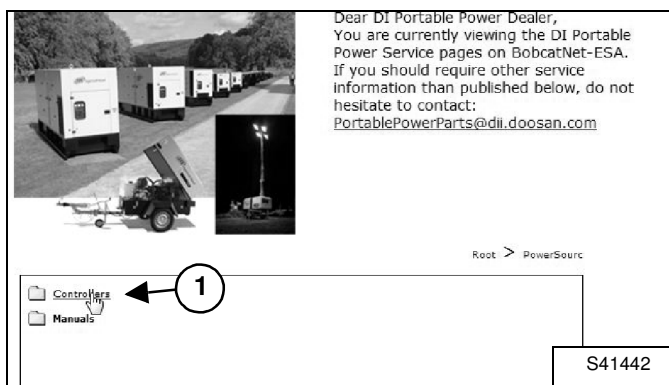 Dear DI Portable Power Dealer,
You are currently viewing the DI Portable
Power Service pages on BobcatNet-ESA.
If you should require other service
information than published below, do not
hesitate to contact:
PortablePowerParts@dii.doosan.com
Root > PowerSourc
Controllers
1
Manuals
S41442